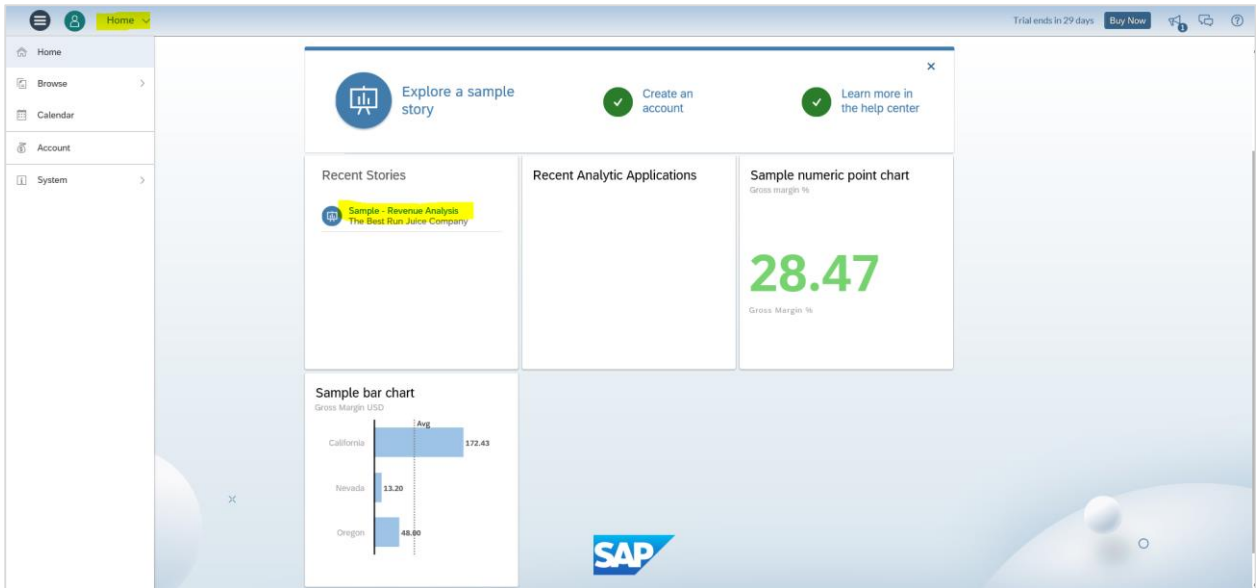 Home
Trial ends in 29 days Buy Now 1
Home
Browse
Calendar
Account
System
Explore a sample
story
Create an
account
Learn more in
the help center
Recent Stories
Sample - Revenue Analysis
The Best Run Juice Company
Recent Analytic Applications
Sample numeric point chart
Gross margin %
28.47
Gross Margin %
Sample bar chart
Gross Margin USD
Avg
California 172.43
Nevada 13.20
Oregon 48.00
SAP